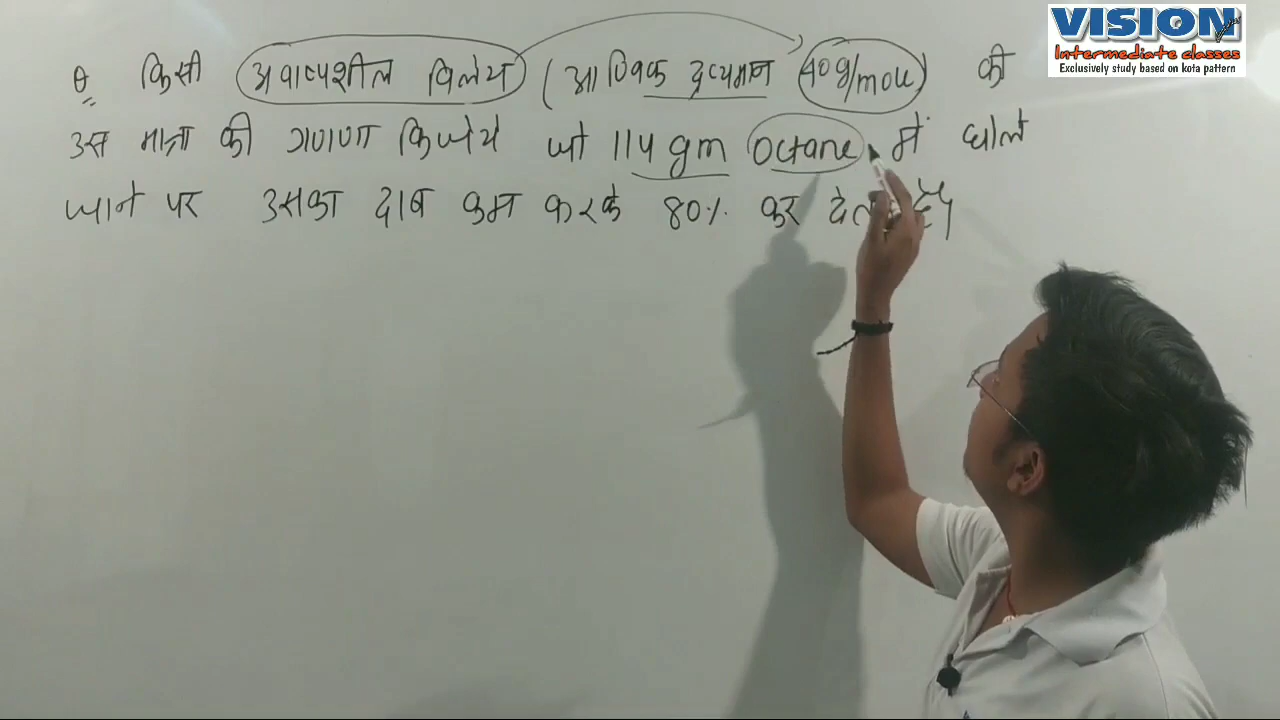 VISION
Intermediate classes
Exclusively study based on kota pattern
Q किसी अवाष्पशील विलेय (आण्विक द्रव्यमान 40g/mole) की
उस मात्रा की गणणा किजेये जो 114 gm Octane में घोले
जाने पर उसका दाब कम करके 80% कर देता है